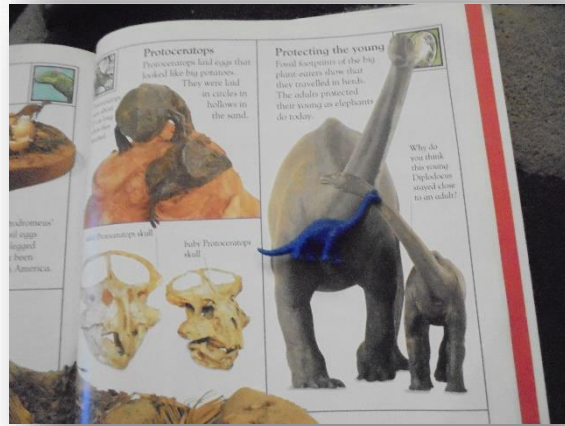 Protoceratops
Protoceratops laid eggs that
looked like big potatoes.
They were laid
in circles in
hollows in
the sand.
Protecting the young
Fossil footprints of the big
plant-eaters show that
they travelled in herds.
The adults protected
their young as elephants
do today.
Why do
you think
this young
Diplodocus
stayed close
to an adult?
eggs
legged
been
America.
Protoceratops skull
baby Protoceratops
skull